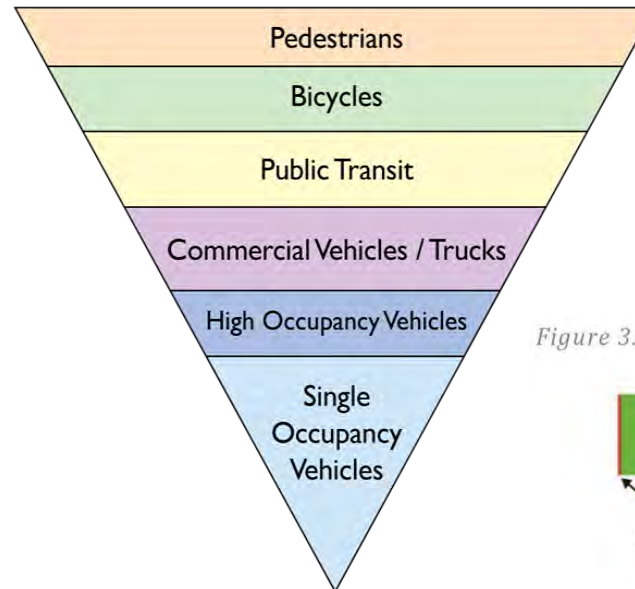 Pedestrians
Bicycles
Public Transit
Commercial Vehicles / Trucks
High Occupancy Vehicles
Figure 3.
Single
Occupancy
Vehicles